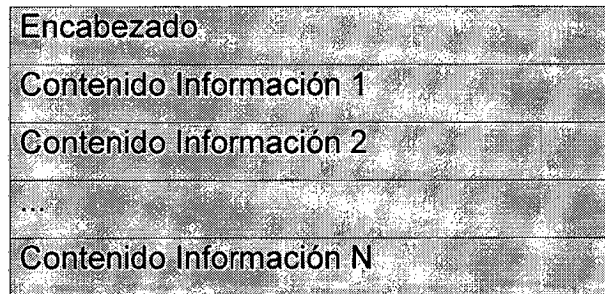 Encabezado
Contenido Información 1
Contenido Información 2
...
Contenido Información N